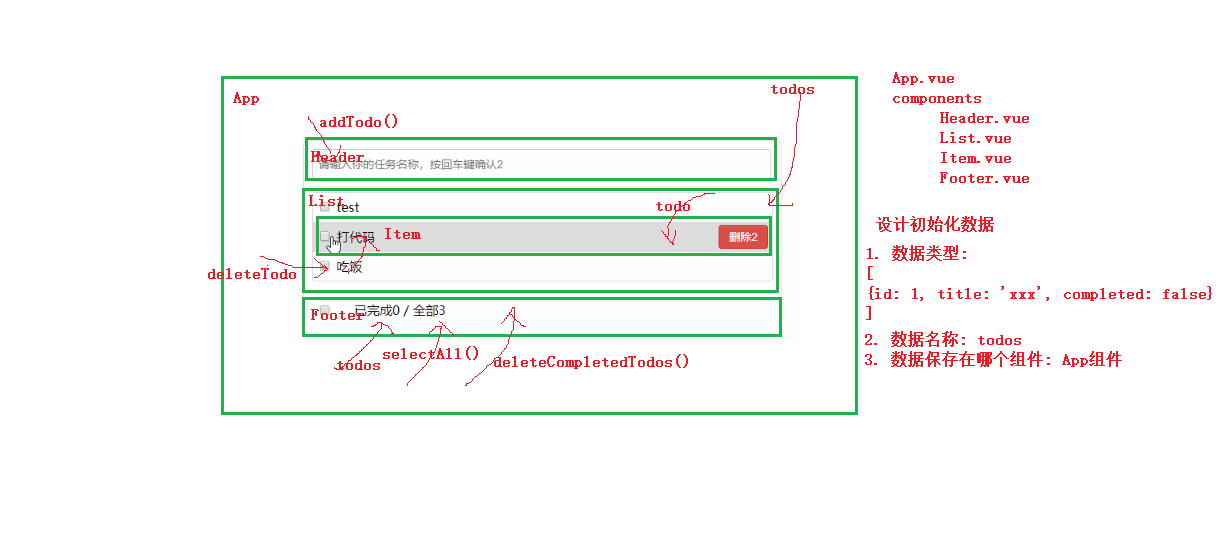 App
todos
addTodo()
Header
请输入你的任务名称，按回车键确认2
List
test
todo
打代码
Item
删除2
deleteTodo
吃饭
Footer
已完成0 / 全部3
todos
selectAll()
deleteCompletedTodos()
App.vue
components
Header.vue
List.vue
Item.vue
Footer.vue
设计初始化数据
1. 数据类型:
[
{id: 1, title: 'xxx', completed: false}
]
2. 数据名称: todos
3. 数据保存在哪个组件: App组件